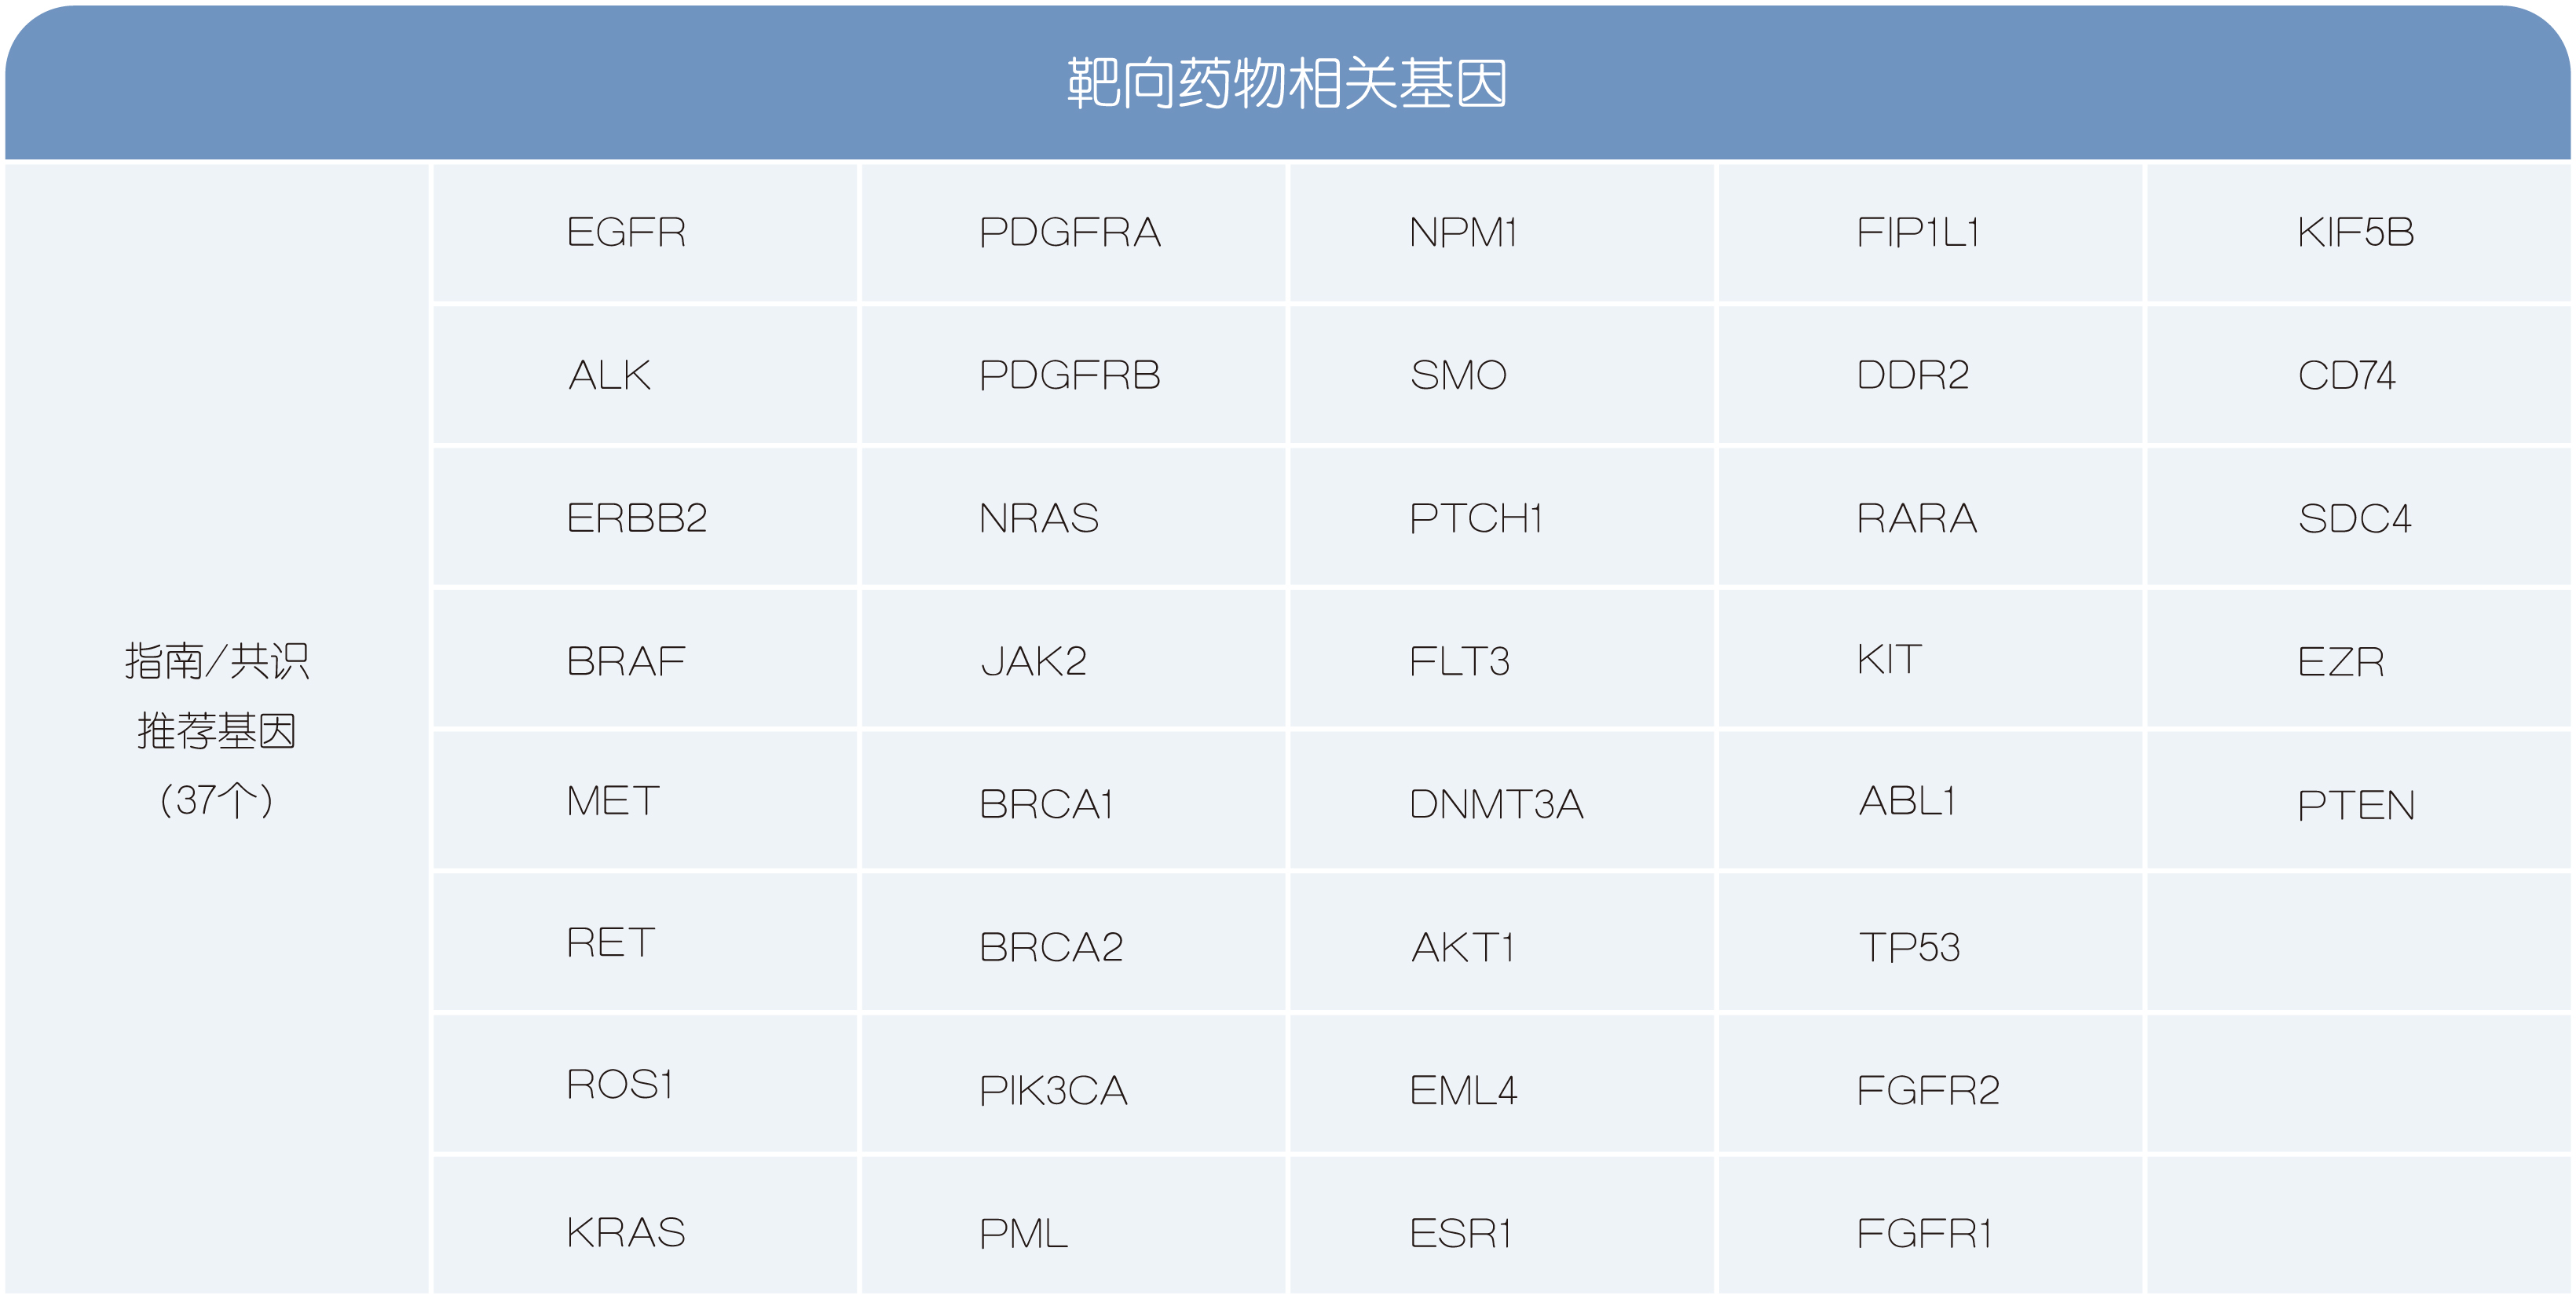 靶向药物相关基因
指南/共识
推荐基因
(37个)
EGFR PDGFRA NPM1 FIP1L1 KIF5B
ALK PDGFRB SMO DDR2 CD74
ERBB2 NRAS PTCH1 RARA SDC4
BRAF JAK2 FLT3 KIT EZR
MET BRCA1 DNMT3A ABL1 PTEN
RET BRCA2 AKT1 TP53
ROS1 PIK3CA EML4 FGFR2
KRAS PML ESR1 FGFR1